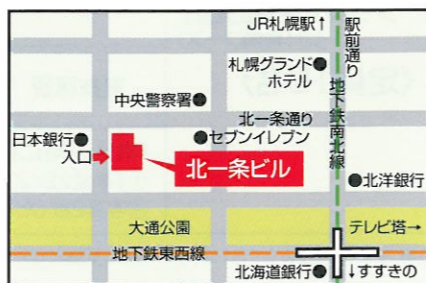 JR札幌駅↑
駅前通り
札幌グランド
ホテル
地下鉄南北線
中央警察署
北一条通り
日本銀行
セブンイレブン
入口→
北一条ビル
北洋銀行
大通公園
テレビ塔→
地下鉄東西線
北海道銀行
↓すすきの